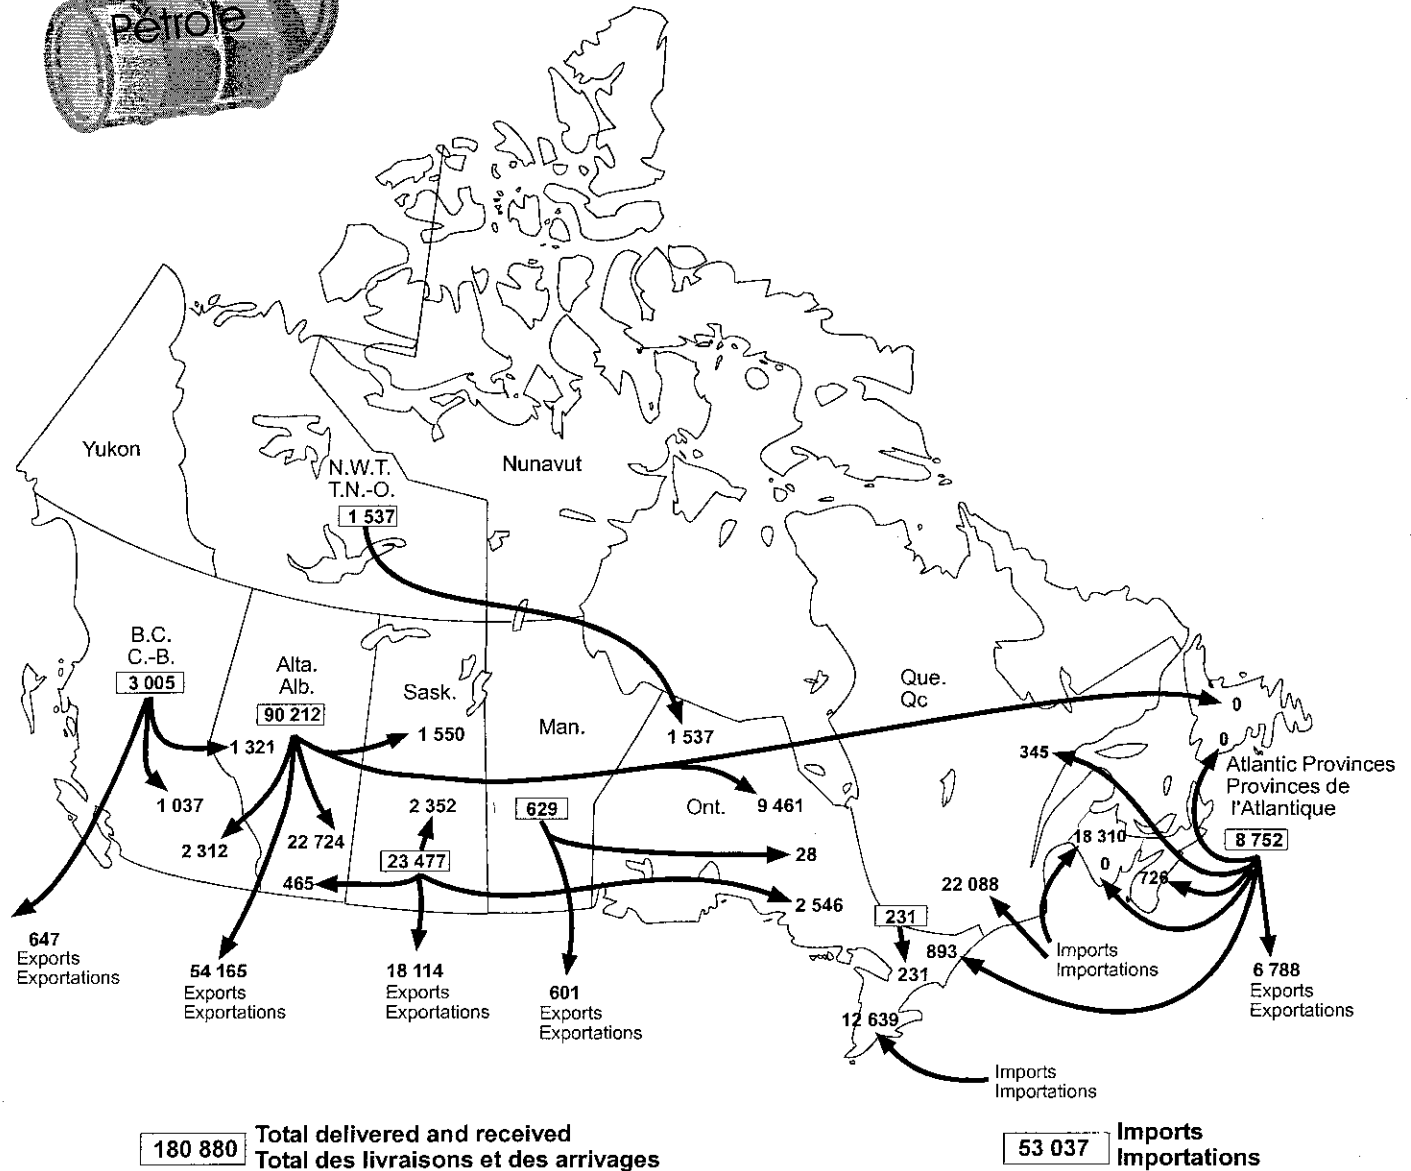 Pétrole
Yukon
N.W.T.
T.N.-O.
1 537
Nunavut
B.C.
C.-B.
3 005
Alta.
Alb.
90 212
Sask.
Man.
Que.
Qc
Ont.
1 321
1 550
1 537
0
0
345
Atlantic Provinces
Provinces de
l'Atlantique
8 752
1 037
2 312
22 724
2 352
629
9 461
18 310
0
726
28
23 477
465
2 546
22 088
231
893
231
647
Exports
Exportations
54 165
Exports
Exportations
18 114
Exports
Exportations
601
Exports
Exportations
Imports
Importations
6 788
Exports
Exportations
12 639
Imports
Importations
180 880
Total delivered and received
Total des livraisons et des arrivages
53 037
Imports
Importations